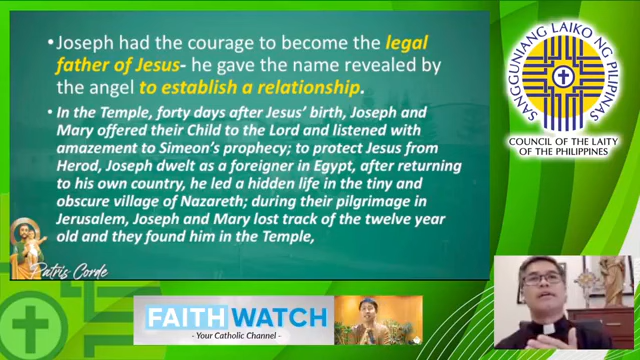 •Joseph had the courage to become the legal
father of Jesus- he gave the name revealed by
the angel to establish a relationship.
• In the Temple, forty days after Jesus' birth, Joseph and
Mary offered their Child to the Lord and listened with
amazement to Simeon's prophecy; to protect Jesus from
Herod, Joseph dwelt as a foreigner in Egypt, after returning
to his own country, he led a hidden life in the tiny and
obscure village of Nazareth; during their pilgrimage in
Jerusalem, Joseph and Mary lost track of the twelve year
old and they found him in the Temple,
Patris Corde
SANGGUNIANG LAIKO NG PILIPINAS
COUNCIL OF THE LAITY
OF THE PHILIPPINES
FAITHWATCH
- Your Catholic Channel -